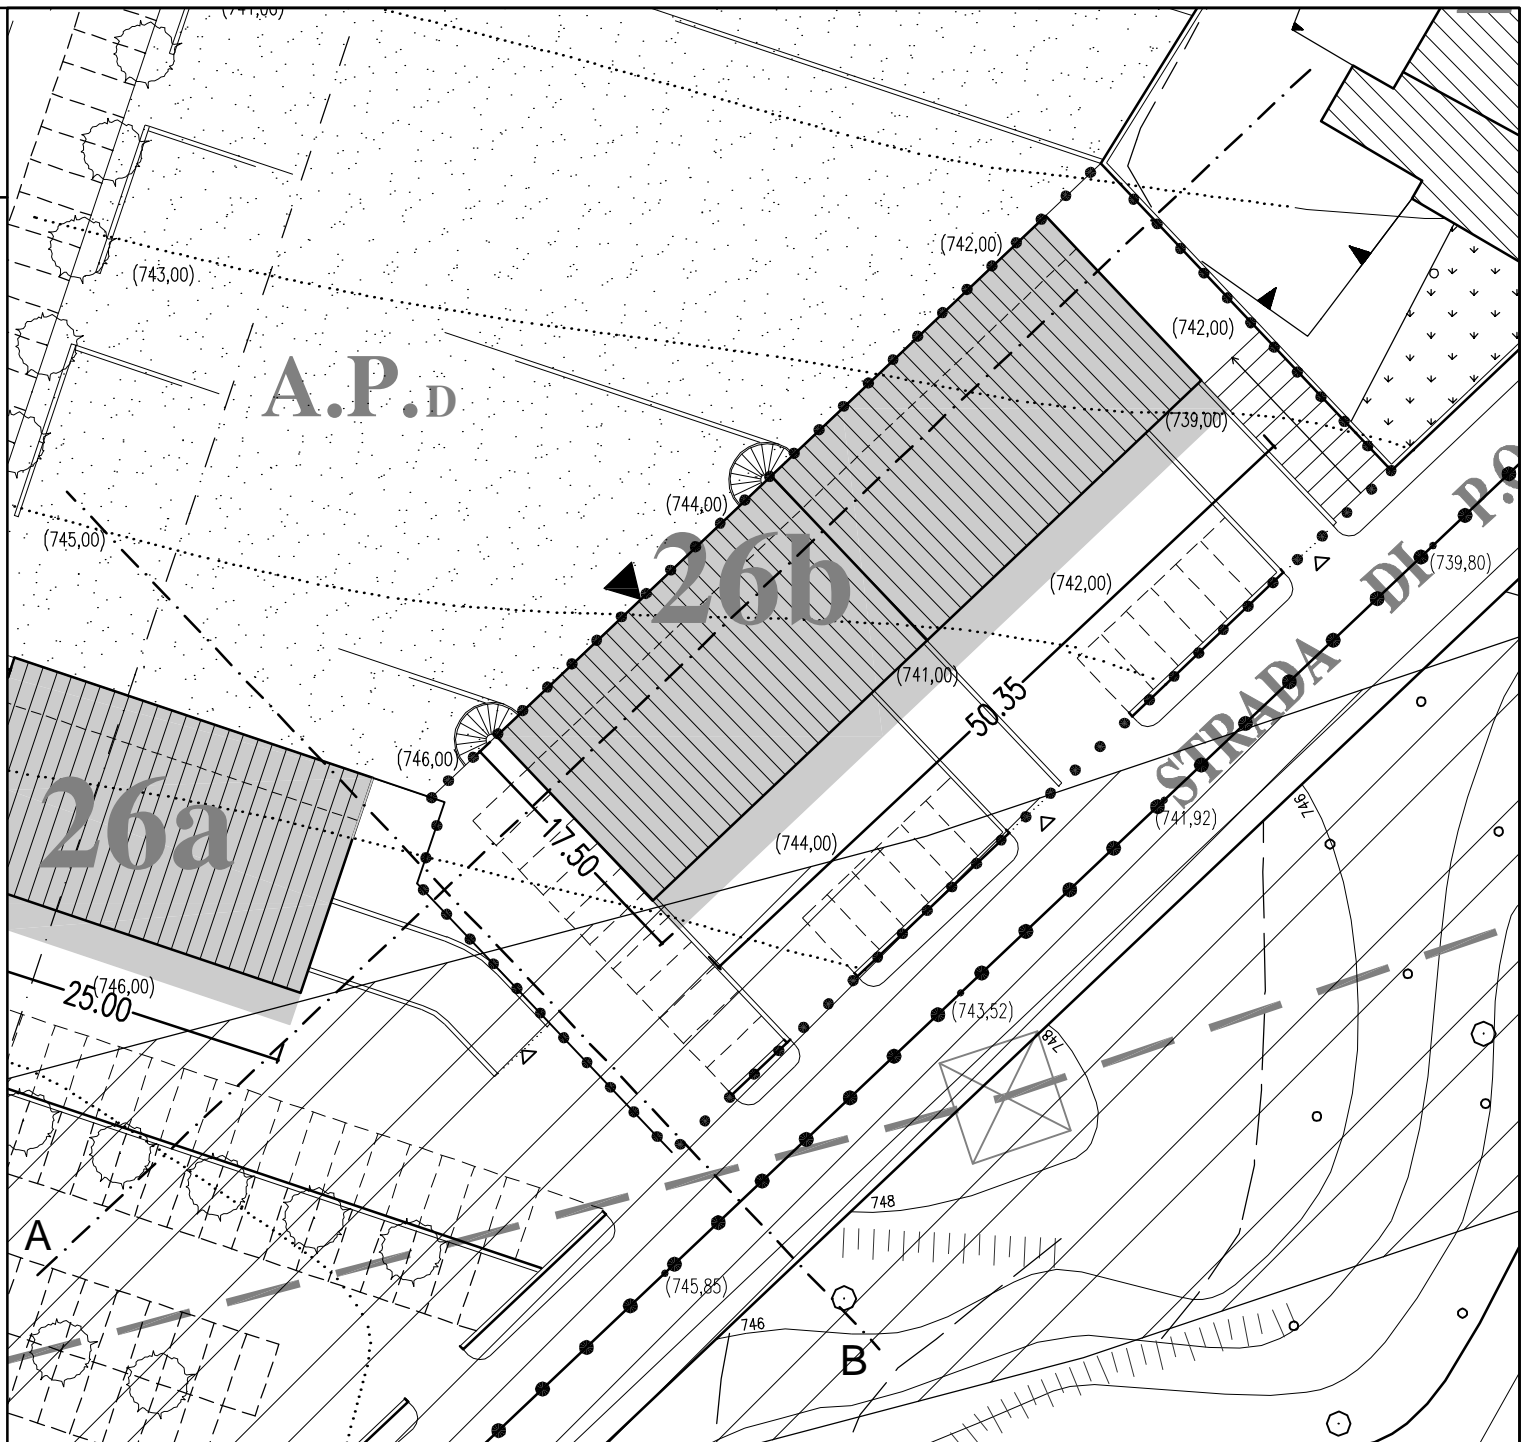 (741,00)
(742,00)
(743,00)
(742,00)
A.P.D
(739,00)
(744,00)
(745,00)
26b
P.
DI
(739,80)
(742,00)
(741,00)
50.35
STRADA
(746,00)
26a
746
(741,92)
17.50
(744,00)
(746,00)
25.00
(743,52)
748
748
A
(745,85)
746
B